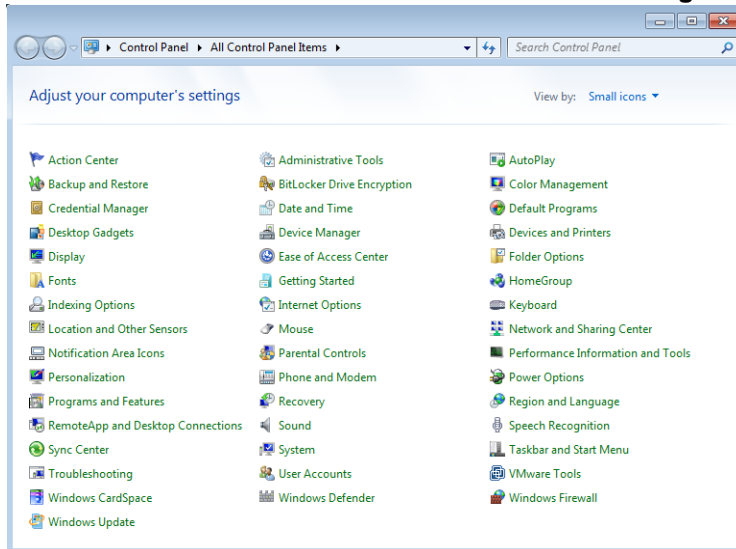 Control Panel ▸ All Control Panel Items ▸ Search Control Panel
Adjust your computer's settings View by: Small icons
Action Center Administrative Tools AutoPlay
Backup and Restore BitLocker Drive Encryption Color Management
Credential Manager Date and Time Default Programs
Desktop Gadgets Device Manager Devices and Printers
Display Ease of Access Center Folder Options
Fonts Getting Started HomeGroup
Indexing Options Internet Options Keyboard
Location and Other Sensors Mouse Network and Sharing Center
Notification Area Icons Parental Controls Performance Information and Tools
Personalization Phone and Modem Power Options
Programs and Features Recovery Region and Language
RemoteApp and Desktop Connections Sound Speech Recognition
Sync Center System Taskbar and Start Menu
Troubleshooting User Accounts VMware Tools
Windows CardSpace Windows Defender Windows Firewall
Windows Update